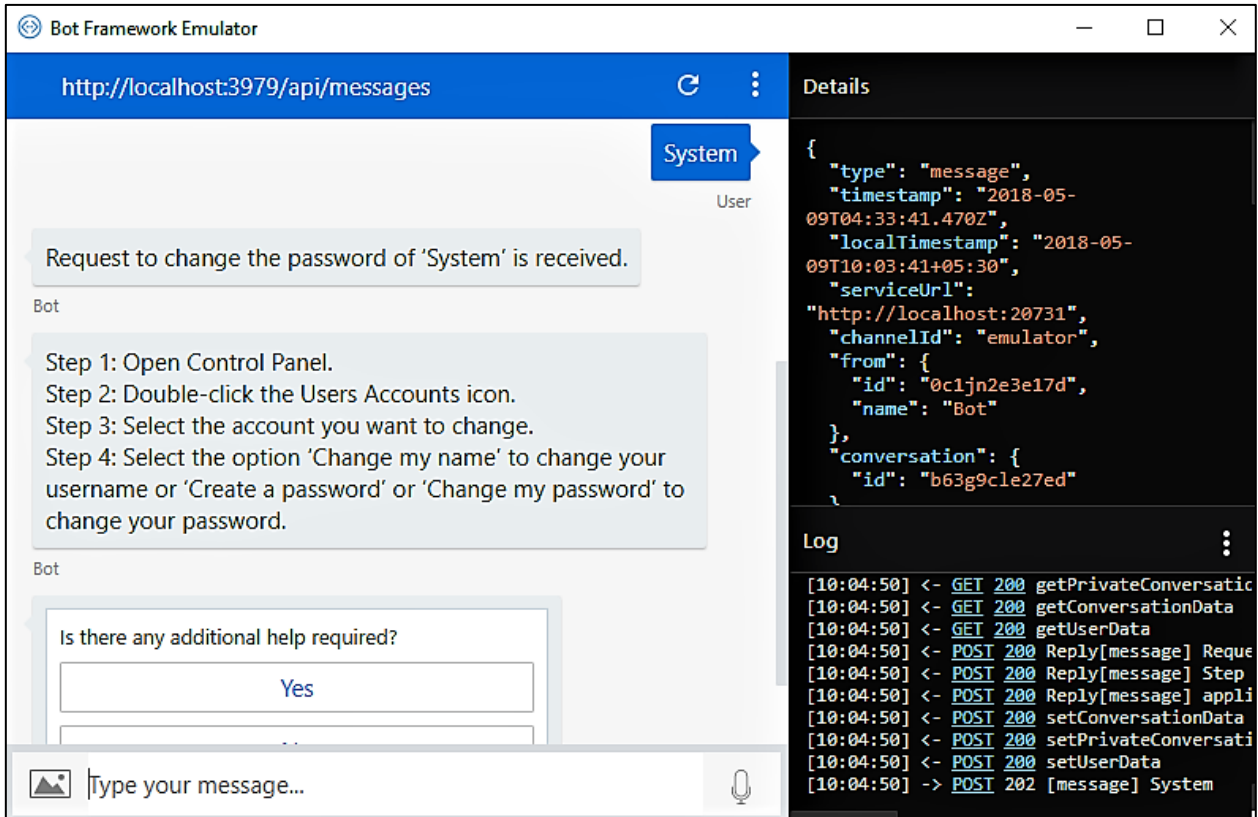 Bot Framework Emulator
http://localhost:3979/api/messages
System
User
Request to change the password of ‘System’ is received.
Bot
Step 1: Open Control Panel.
Step 2: Double-click the Users Accounts icon.
Step 3: Select the account you want to change.
Step 4: Select the option ‘Change my name’ to change your
username or ‘Create a password’ or ‘Change my password’ to
change your password.
Bot
Is there any additional help required?
Yes
Type your message...
Details
{
"type": "message",
"timestamp": "2018-05-
09T04:33:41.470Z",
"localTimestamp": "2018-05-
09T10:03:41+05:30",
"serviceUrl":
"http://localhost:20731",
"channelId": "emulator",
"from": {
"id": "0c1jn2e3e17d",
"name": "Bot"
},
"conversation": {
"id": "b63g9cle27ed"
}
Log
[10:04:50] <- GET 200 getPrivateConversatic
[10:04:50] <- GET 200 getConversationData
[10:04:50] <- GET 200 getUserData
[10:04:50] <- POST 200 Reply[message] Reque
[10:04:50] <- POST 200 Reply[message] Step
[10:04:50] <- POST 200 Reply[message] appli
[10:04:50] <- POST 200 setConversationData
[10:04:50] <- POST 200 setPrivateConversati
[10:04:50] <- POST 200 setUserData
[10:04:50] -> POST 202 [message] System